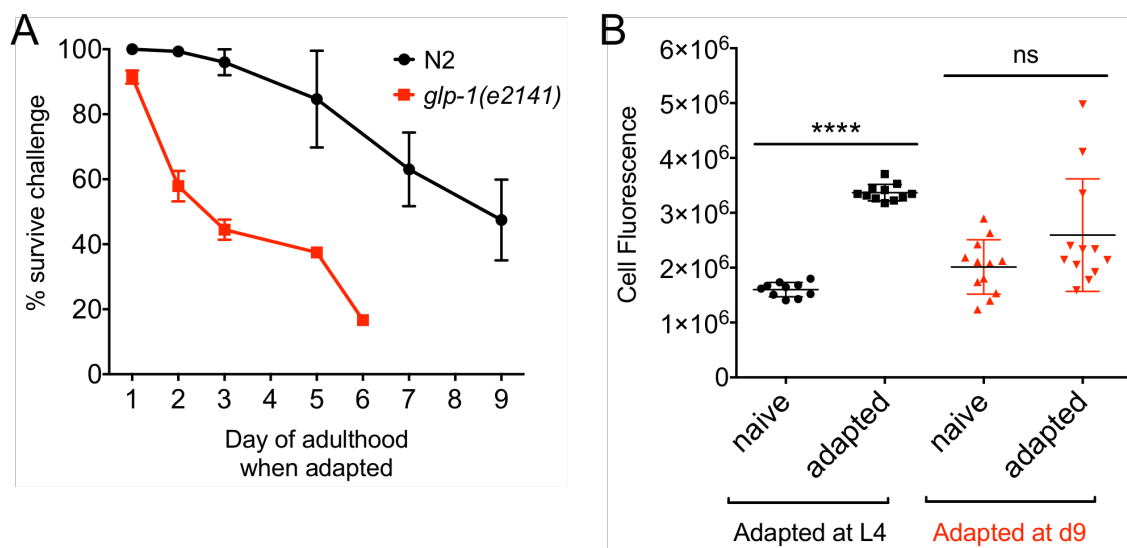 A
100
80
60
40
20
0
% survive challenge
N2
glp-1(e2141)
1 2 3 4 5 6 7 8 9
Day of adulthood
when adapted
B
6×10⁶
5×10⁶
4×10⁶
3×10⁶
2×10⁶
1×10⁶
0
Cell Fluorescence
****
ns
naive adapted naive adapted
Adapted at L4 Adapted at d9